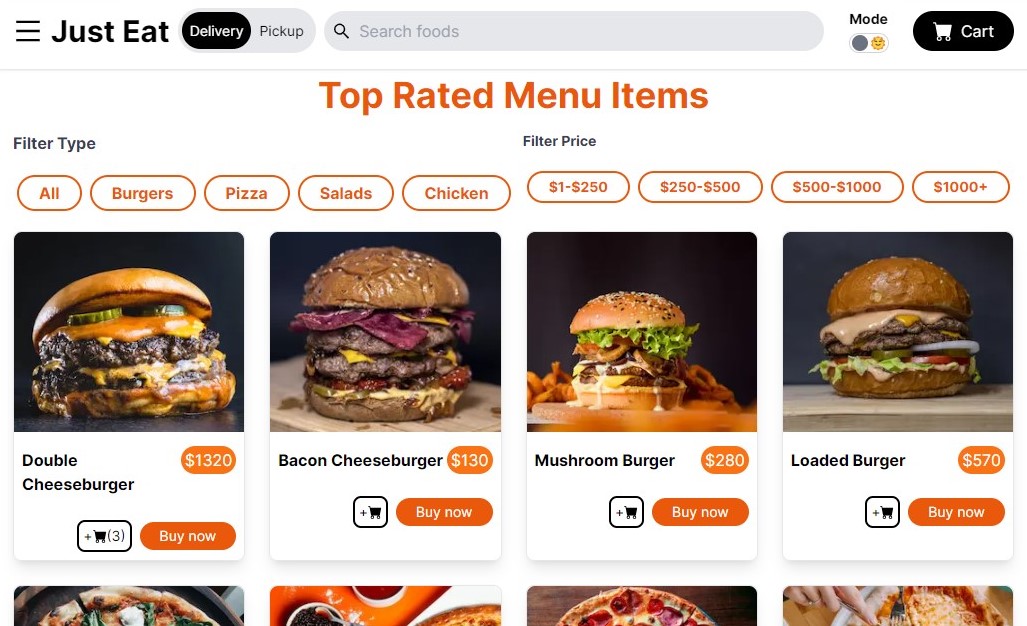 Just Eat
Delivery
Pickup
Search foods
Mode
Cart
Top Rated Menu Items
Filter Type
Filter Price
All
Burgers
Pizza
Salads
Chicken
$1-$250
$250-$500
$500-$1000
$1000+
Double
Cheeseburger
$1320
+(3)
Buy now
Bacon Cheeseburger
$130
+
Buy now
Mushroom Burger
$280
+
Buy now
Loaded Burger
$570
+
Buy now